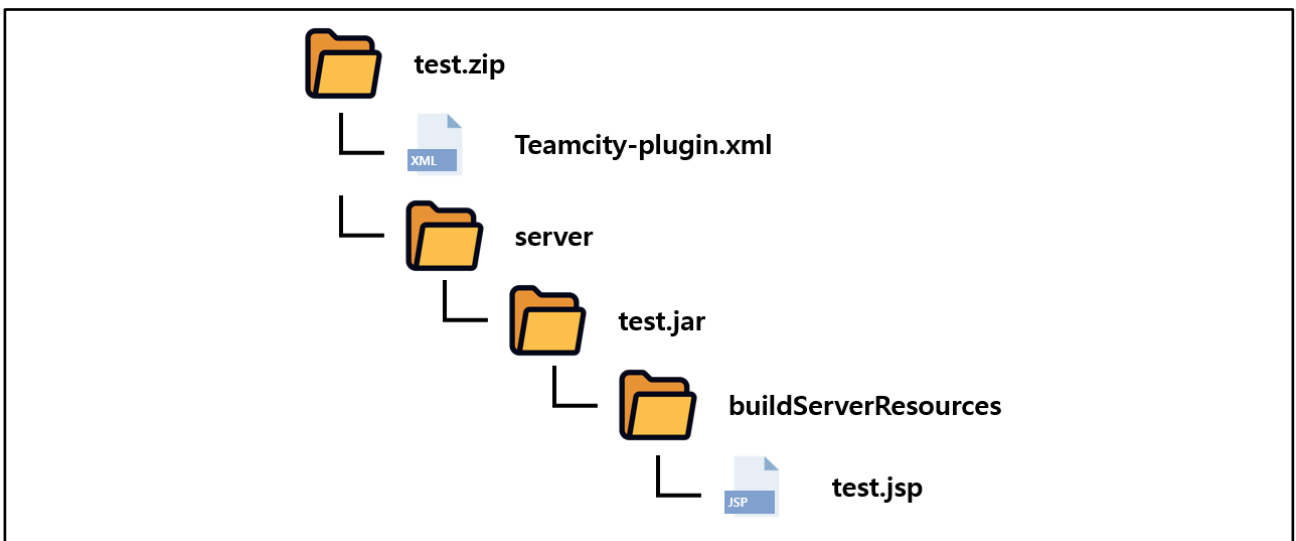 test.zip
XML
Teamcity-plugin.xml
server
test.jar
buildServerResources
JSP
test.jsp